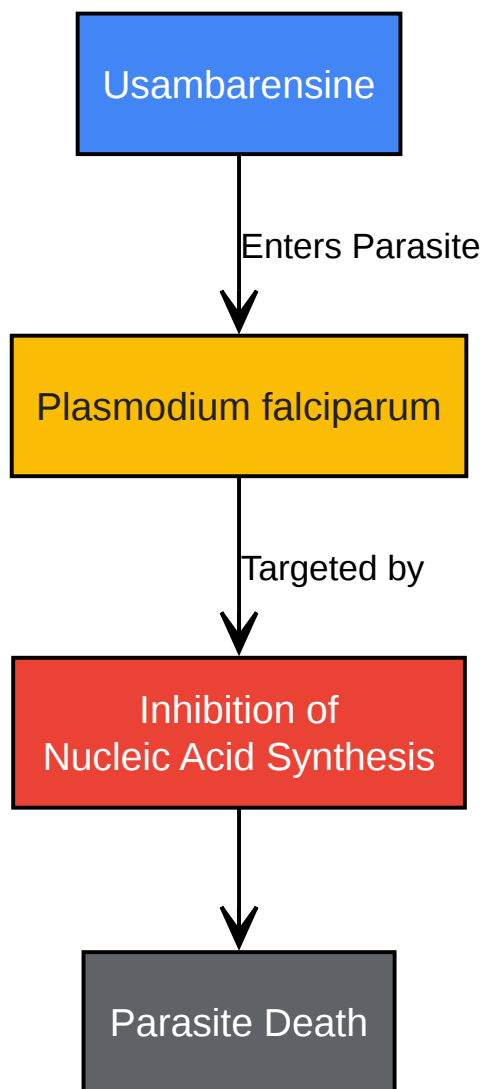 Usambarensine
Enters Parasite
Plasmodium falciparum
Targeted by
Inhibition of
Nucleic Acid Synthesis
Parasite Death